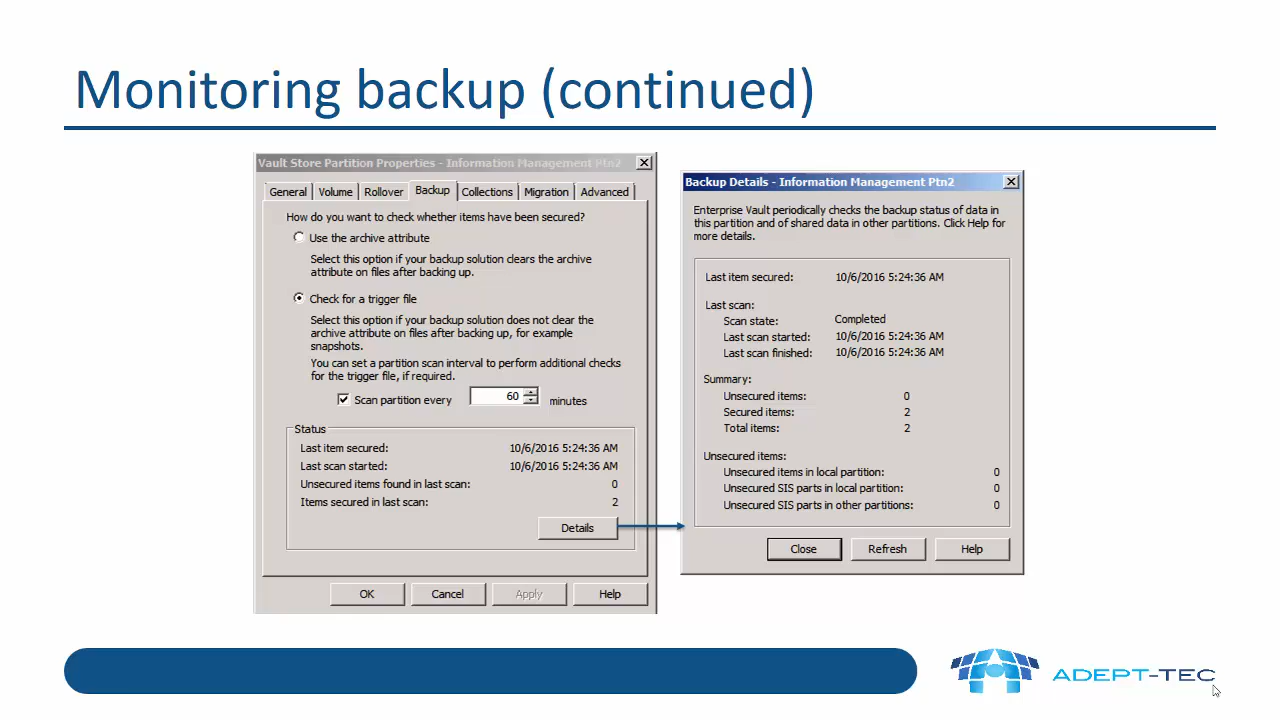 Monitoring backup (continued)
Vault Store Partition Properties - Information Management Ptn2
General Volume Rollover Backup Collections Migration Advanced
How do you want to check whether items have been secured?
Use the archive attribute
Select this option if your backup solution clears the archive
attribute on files after backing up.
Check for a trigger file
Select this option if your backup solution does not clear the
archive attribute on files after backing up, for example
snapshots.
You can set a partition scan interval to perform additional checks
for the trigger file, if required.
Scan partition every 60 minutes
Status
Last item secured: 10/6/2016 5:24:36 AM
Last scan started: 10/6/2016 5:24:36 AM
Unsecured items found in last scan: 0
Items secured in last scan: 2
Details
OK Cancel Apply Help
Backup Details - Information Management Ptn2
Enterprise Vault periodically checks the backup status of data in
this partition and of shared data in other partitions. Click Help for
more details.
Last item secured: 10/6/2016 5:24:36 AM
Last scan:
Scan state: Completed
Last scan started: 10/6/2016 5:24:36 AM
Last scan finished: 10/6/2016 5:24:36 AM
Summary:
Unsecured items: 0
Secured items: 2
Total items: 2
Unsecured items:
Unsecured items in local partition: 0
Unsecured SIS parts in local partition: 0
Unsecured SIS parts in other partitions: 0
Close Refresh Help
ADEPT-TEC